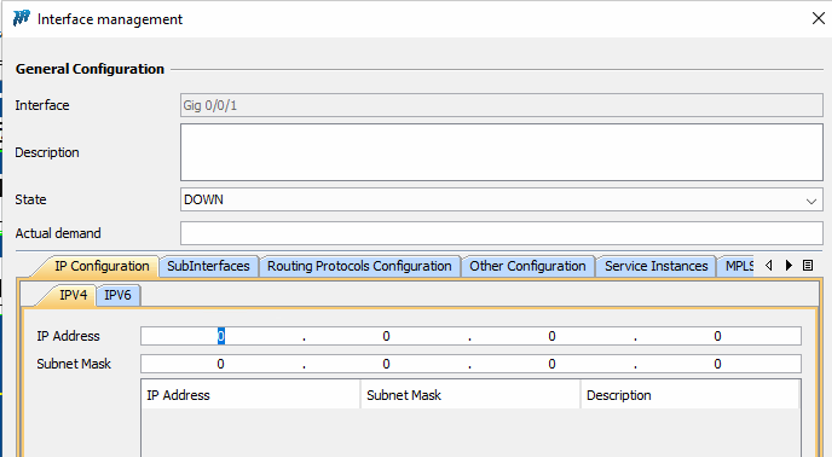 Interface management
General Configuration
Interface Gig 0/0/1
Description
State DOWN
Actual demand
IP Configuration SubInterfaces Routing Protocols Configuration Other Configuration Service Instances MPLS
IPV4 IPV6
IP Address 0 . 0 . 0 . 0
Subnet Mask 0 . 0 . 0 . 0
IP Address Subnet Mask Description